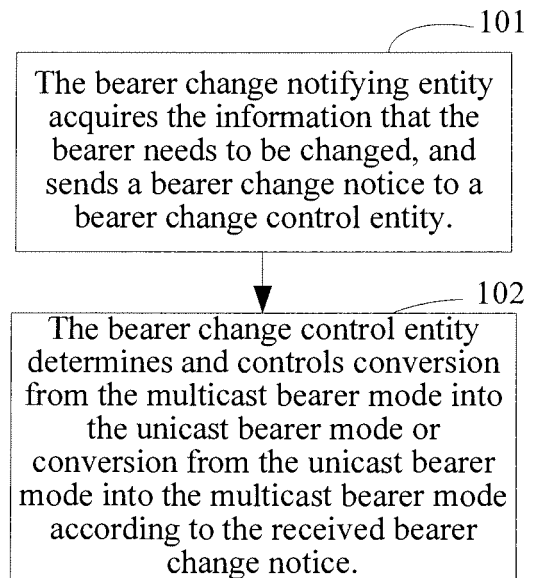 101
The bearer change notifying entity
acquires the information that the
bearer needs to be changed, and
sends a bearer change notice to a
bearer change control entity.
102
The bearer change control entity
determines and controls conversion
from the multicast bearer mode into
the unicast bearer mode or
conversion from the unicast bearer
mode into the multicast bearer mode
according to the received bearer
change notice.